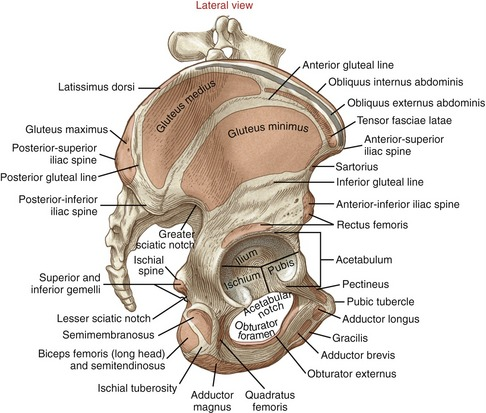 Lateral view
Anterior gluteal line
Obliquus internus abdominis
Latissimus dorsi
Gluteus medius
Obliquus externus abdominis
Tensor fasciae latae
Gluteus maximus
Gluteus minimus
Anterior-superior
iliac spine
Posterior-superior
iliac spine
Sartorius
Posterior gluteal line
Inferior gluteal line
Posterior-inferior
iliac spine
Anterior-inferior iliac spine
Rectus femoris
Greater
sciatic notch
Ilium
Ischial
spine
Pubis
Acetabulum
Ischium
Superior and
inferior gemelli
Pectineus
Acetabular
notch
Pubic tubercle
Lesser sciatic notch
Adductor longus
Obturator
foramen
Semimembranosus
Gracilis
Biceps femoris (long head)
and semitendinosus
Adductor brevis
Obturator externus
Ischial tuberosity
Adductor
magnus
Quadratus
femoris